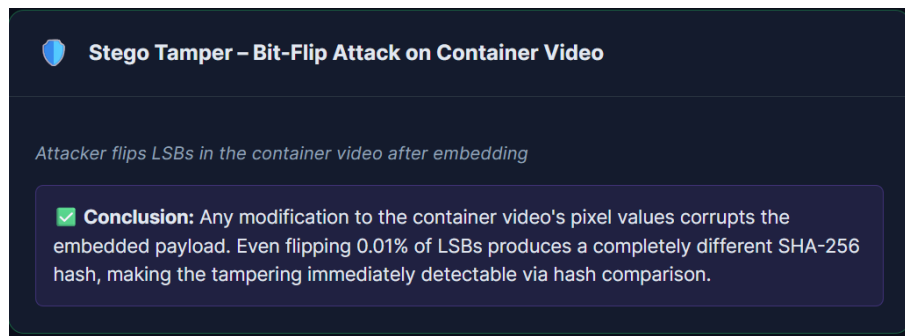 Stego Tamper – Bit-Flip Attack on Container Video
Attacker flips LSBs in the container video after embedding
✅ Conclusion: Any modification to the container video's pixel values corrupts the
embedded payload. Even flipping 0.01% of LSBs produces a completely different SHA-256
hash, making the tampering immediately detectable via hash comparison.